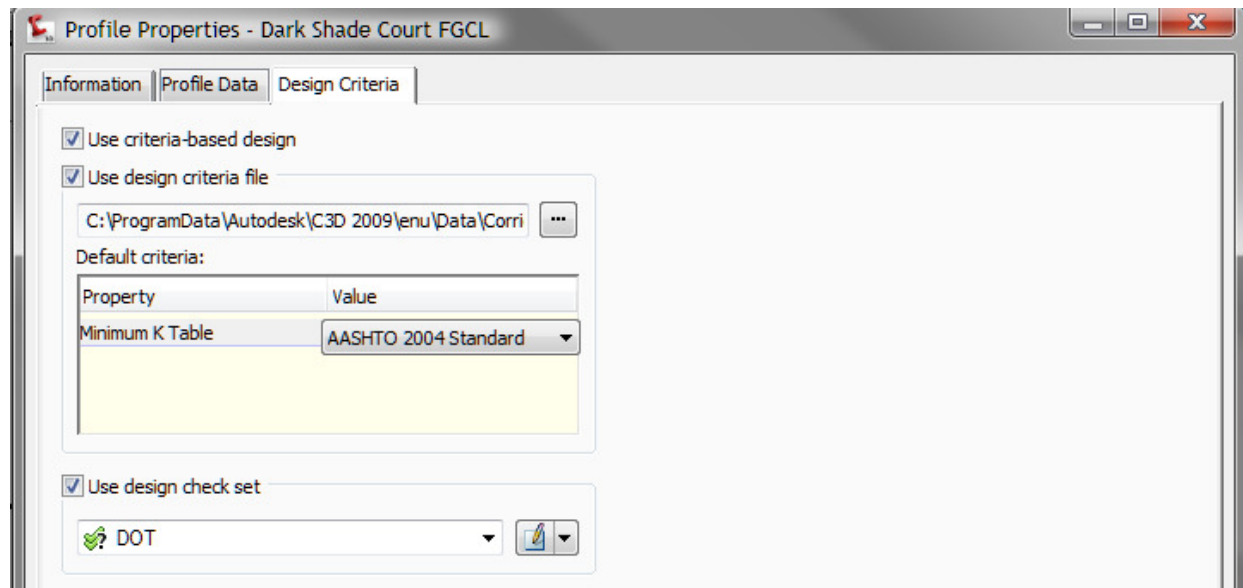 Profile Properties - Dark Shade Court FGCL
Information Profile Data Design Criteria
Use criteria-based design
Use design criteria file
C:\ProgramData\Autodesk\C3D 2009\enu\Data\Corri
...
Default criteria:
Property Value
Minimum K Table AASHTO 2004 Standard
Use design check set
DOT